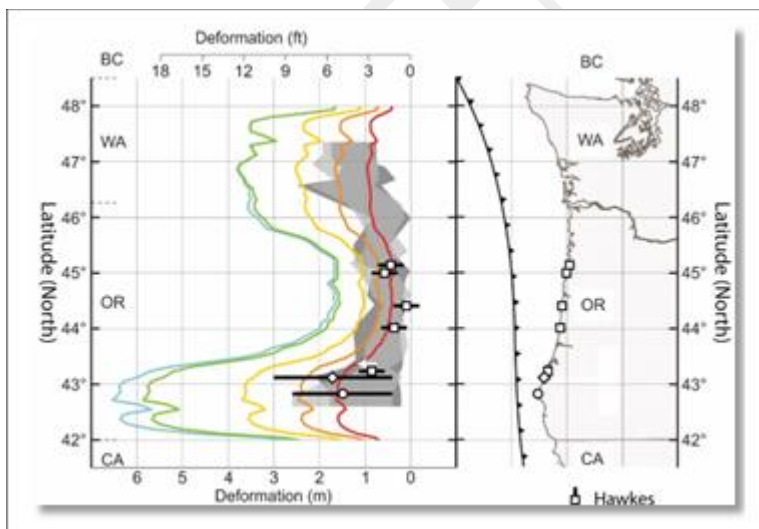 Deformation (ft)
BC
18 15 12 9 6 3 0
BC
48°
48°
WA
WA
47°
47°
46°
46°
Latitude (North)
Latitude (North)
45°
45°
OR
OR
44°
44°
43°
43°
42°
42°
CA
CA
6 5 4 3 2 1 0
Deformation (m)
Hawkes